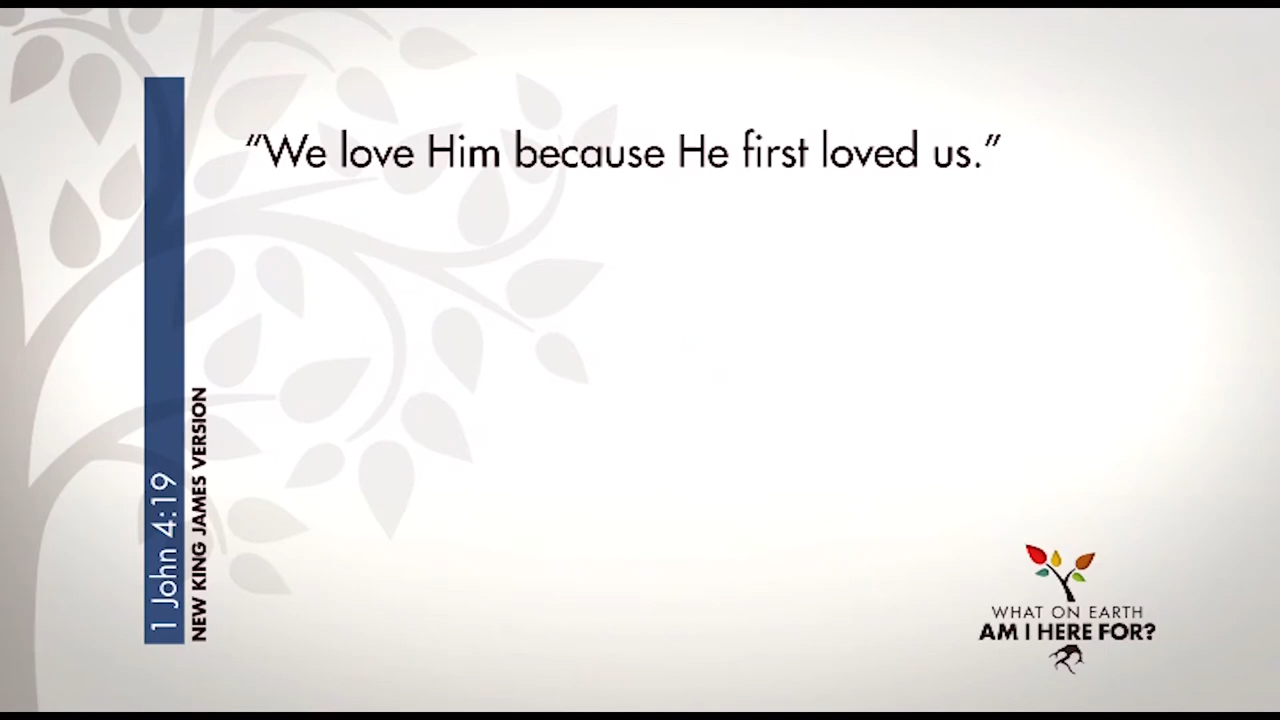 “We love Him because He first loved us.”
1 John 4:19
NEW KING JAMES VERSION
WHAT ON EARTH
AM I HERE FOR?